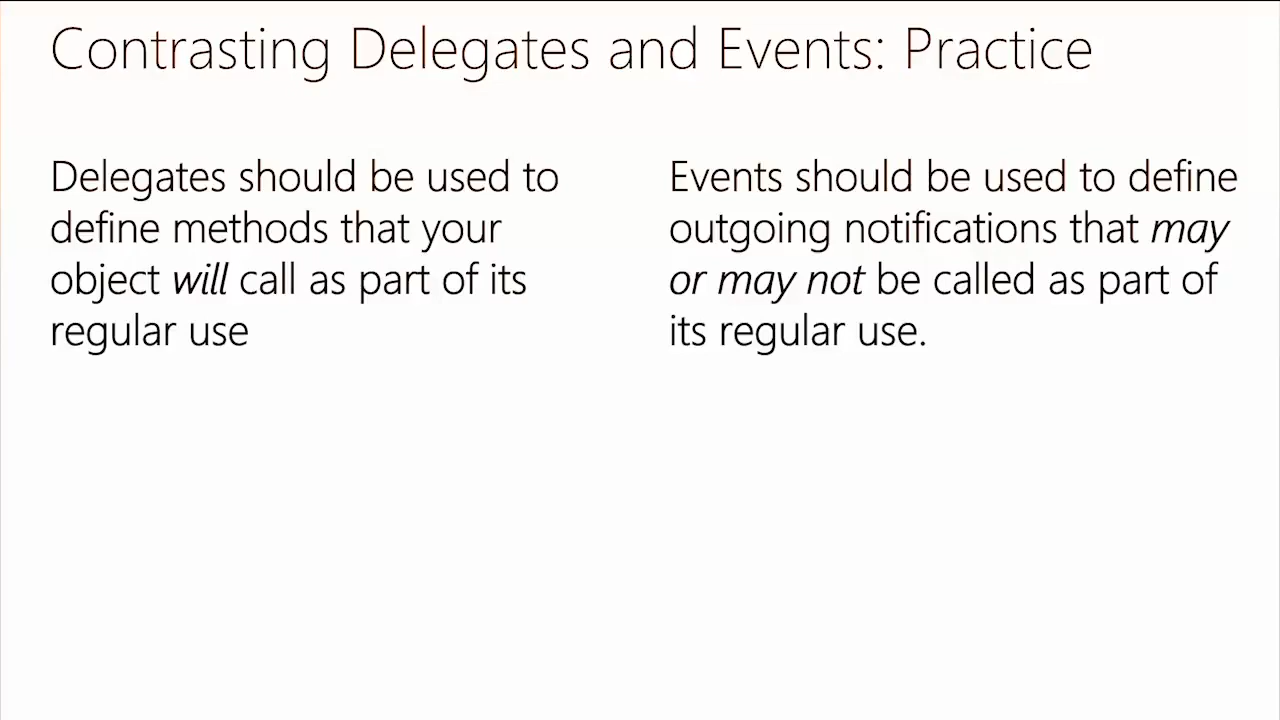 Contrasting Delegates and Events: Practice
Delegates should be used to
define methods that your
object will call as part of its
regular use
Events should be used to define
outgoing notifications that may
or may not be called as part of
its regular use.